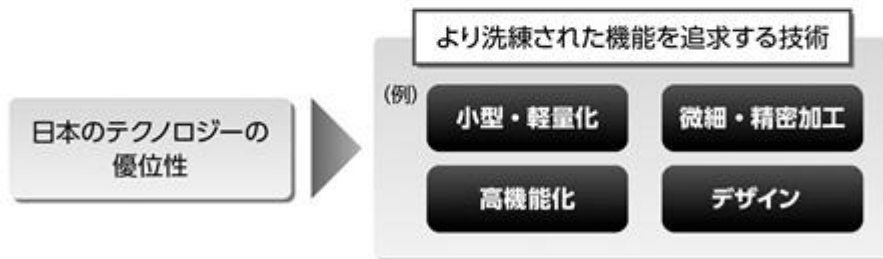 日本のテクノロジーの
優位性
より洗練された機能を追求する技術
(例)
小型・軽量化
微細・精密加工
高機能化
デザイン